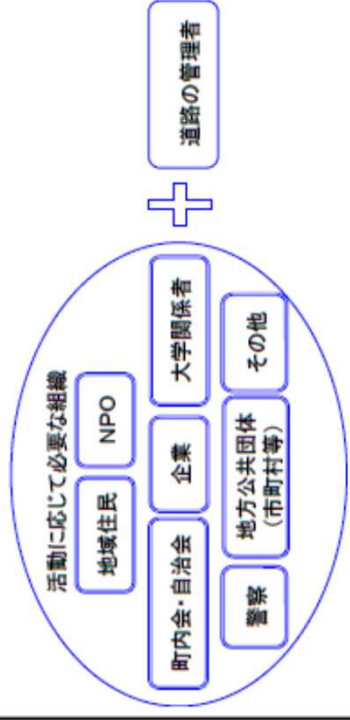 活動に応じて必要な組織
地域住民
NPO
町内会・自治会
企業
大学関係者
警察
地方公共団体
（市町村等）
その他
道路の管理者